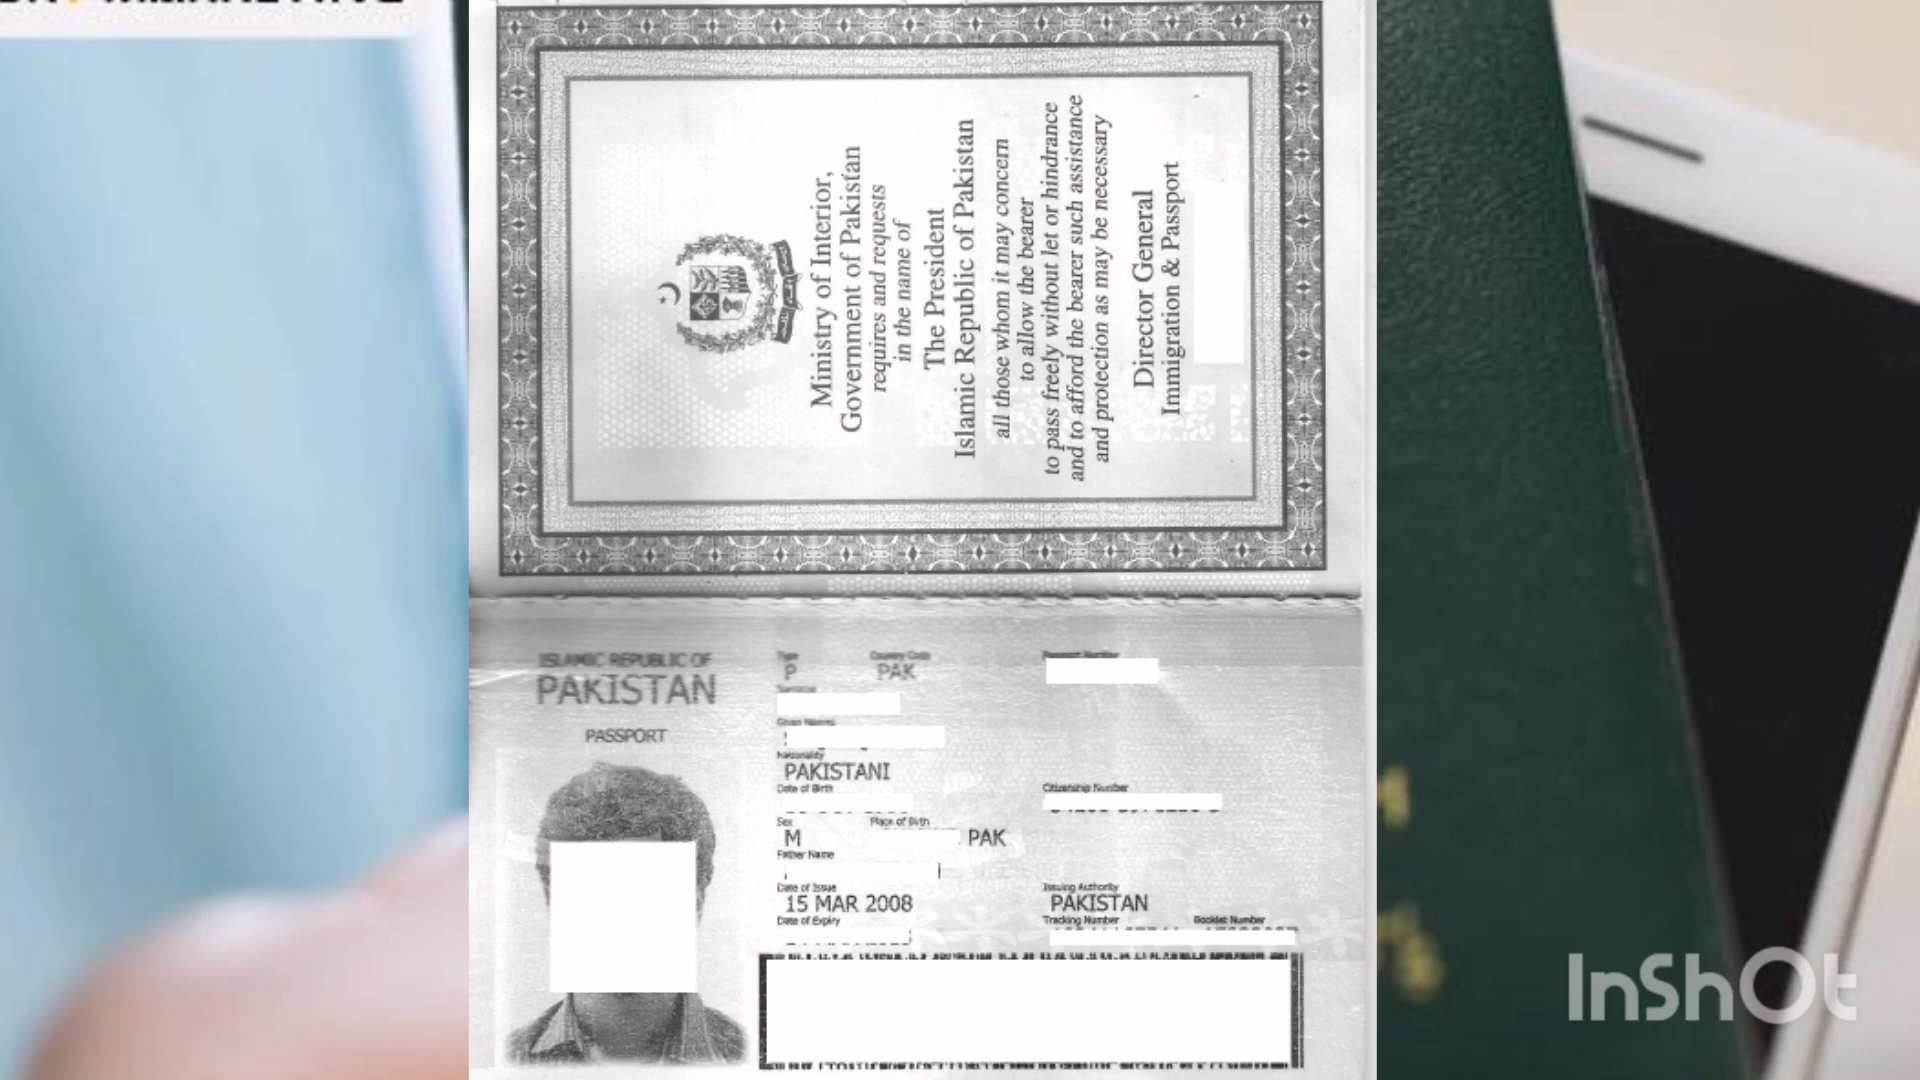 Ministry of Interior,
Government of Pakistan
requires and requests
in the name of
The President
Islamic Republic of Pakistan
all those whom it may concern
to allow the bearer
to pass freely without let or hindrance
and to afford the bearer such assistance
and protection as may be necessary
Director General
Immigration & Passport
ISLAMIC REPUBLIC OF
PAKISTAN
PASSPORT
Type Country Code Passport Number
P PAK
Surname
Given Names
Nationality
PAKISTANI
Date of Birth Citizenship Number
Sex Place of Birth
M PAK
Father Name
Date of Issue Issuing Authority
15 MAR 2008 PAKISTAN
Date of Expiry Tracking Number Booklet Number
InShOt